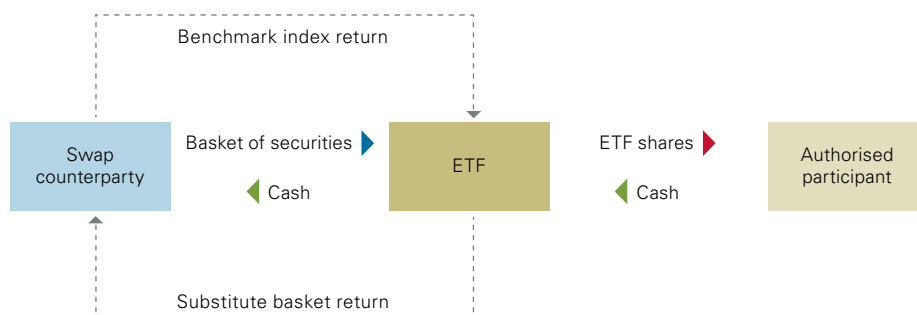 Benchmark index return
Swap
counterparty
Basket of securities
Cash
ETF
ETF shares
Cash
Authorised
participant
Substitute basket return